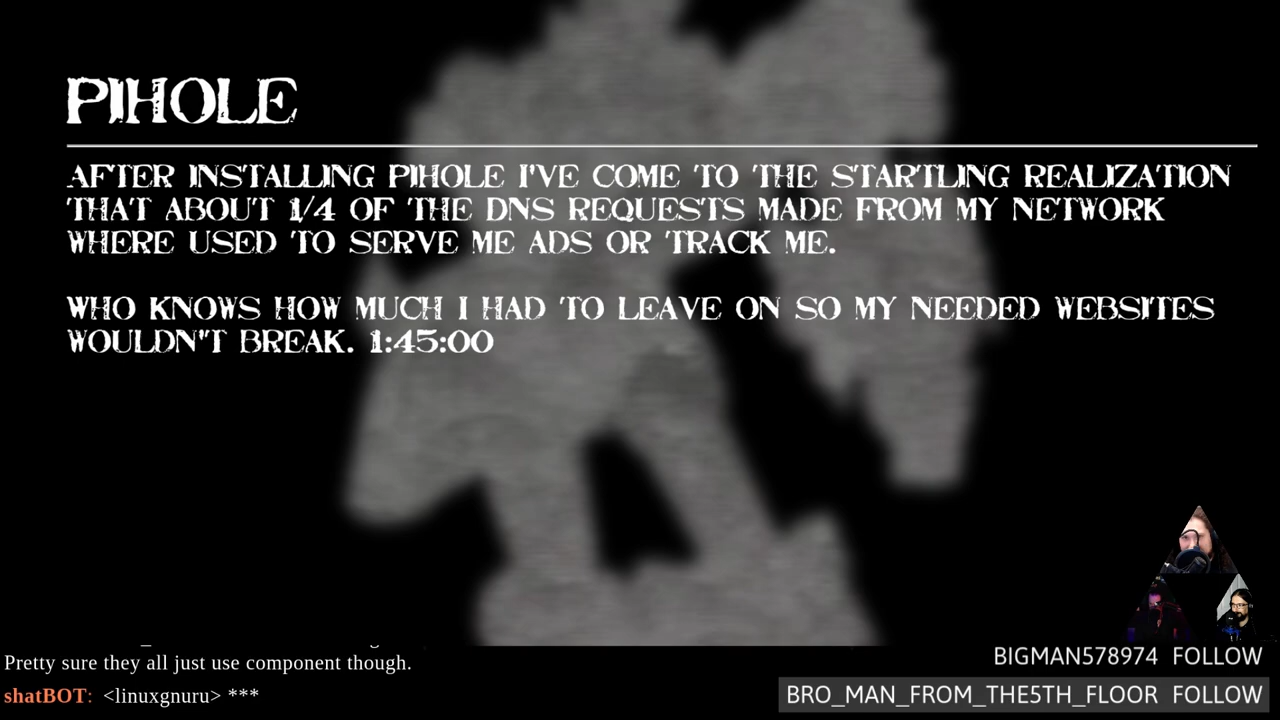 PIHOLE
AFTER INSTALLING PIHOLE I'VE COME TO THE STARTLING REALIZATION
THAT ABOUT 1/4 OF THE DNS REQUESTS MADE FROM MY NETWORK
WHERE USED TO SERVE ME ADS OR TRACK ME.
WHO KNOWS HOW MUCH I HAD TO LEAVE ON SO MY NEEDED WEBSITES
WOULDN'T BREAK. 1:45:00
Pretty sure they all just use component though.
shatBOT: <linuxgnuru> ***
BIGMAN578974 FOLLOW
BRO_MAN_FROM_THE5TH_FLOOR FOLLOW